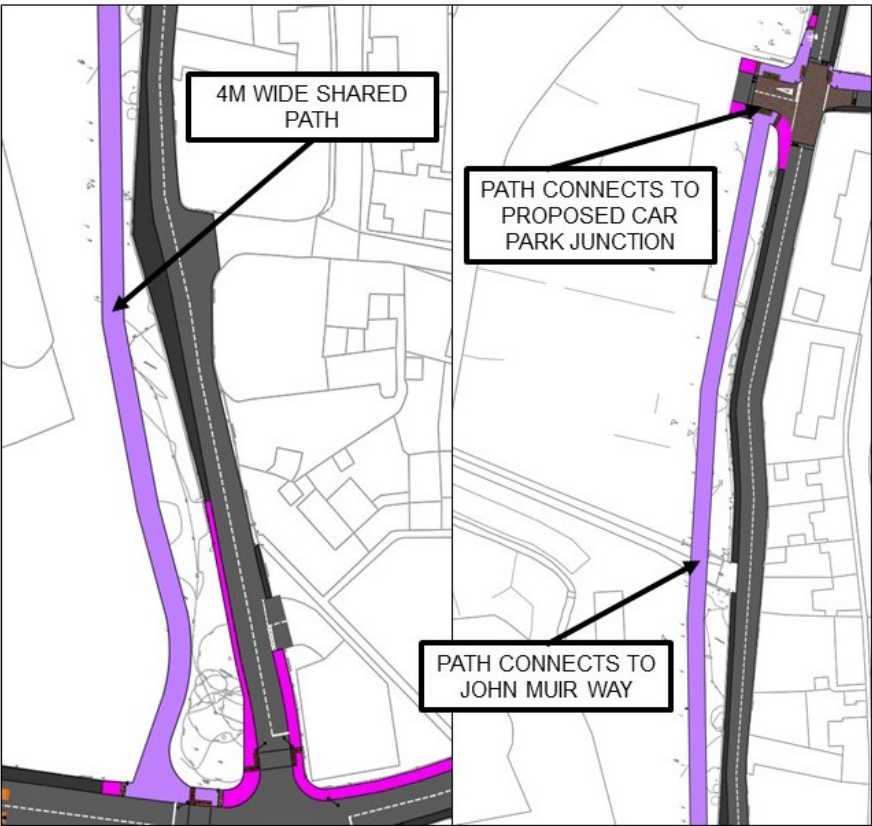 4M WIDE SHARED
PATH
PATH CONNECTS TO
PROPOSED CAR
PARK JUNCTION
PATH CONNECTS TO
JOHN MUIR WAY